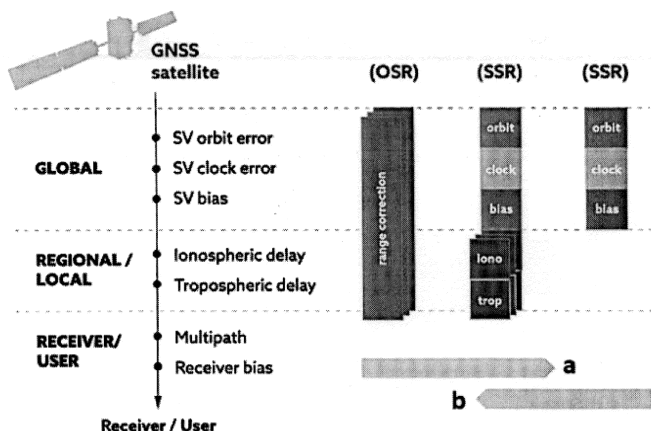 GNSS
satellite
(OSR)
(SSR)
(SSR)
GLOBAL
SV orbit error
SV clock error
SV bias
range correction
orbit
clock
bias
orbit
clock
bias
REGIONAL /
LOCAL
Ionospheric delay
Tropospheric delay
Iono
trop
RECEIVER/
USER
Multipath
Receiver bias
a
b
Receiver / User